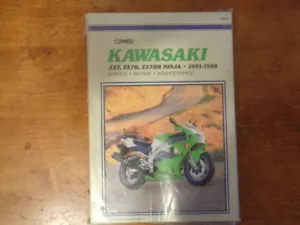 CLYMER
KAWASAKI
ZX7, ZX7R, ZX7RR NINJA • 1991-1998
SERVICE • REPAIR • MAINTENANCE